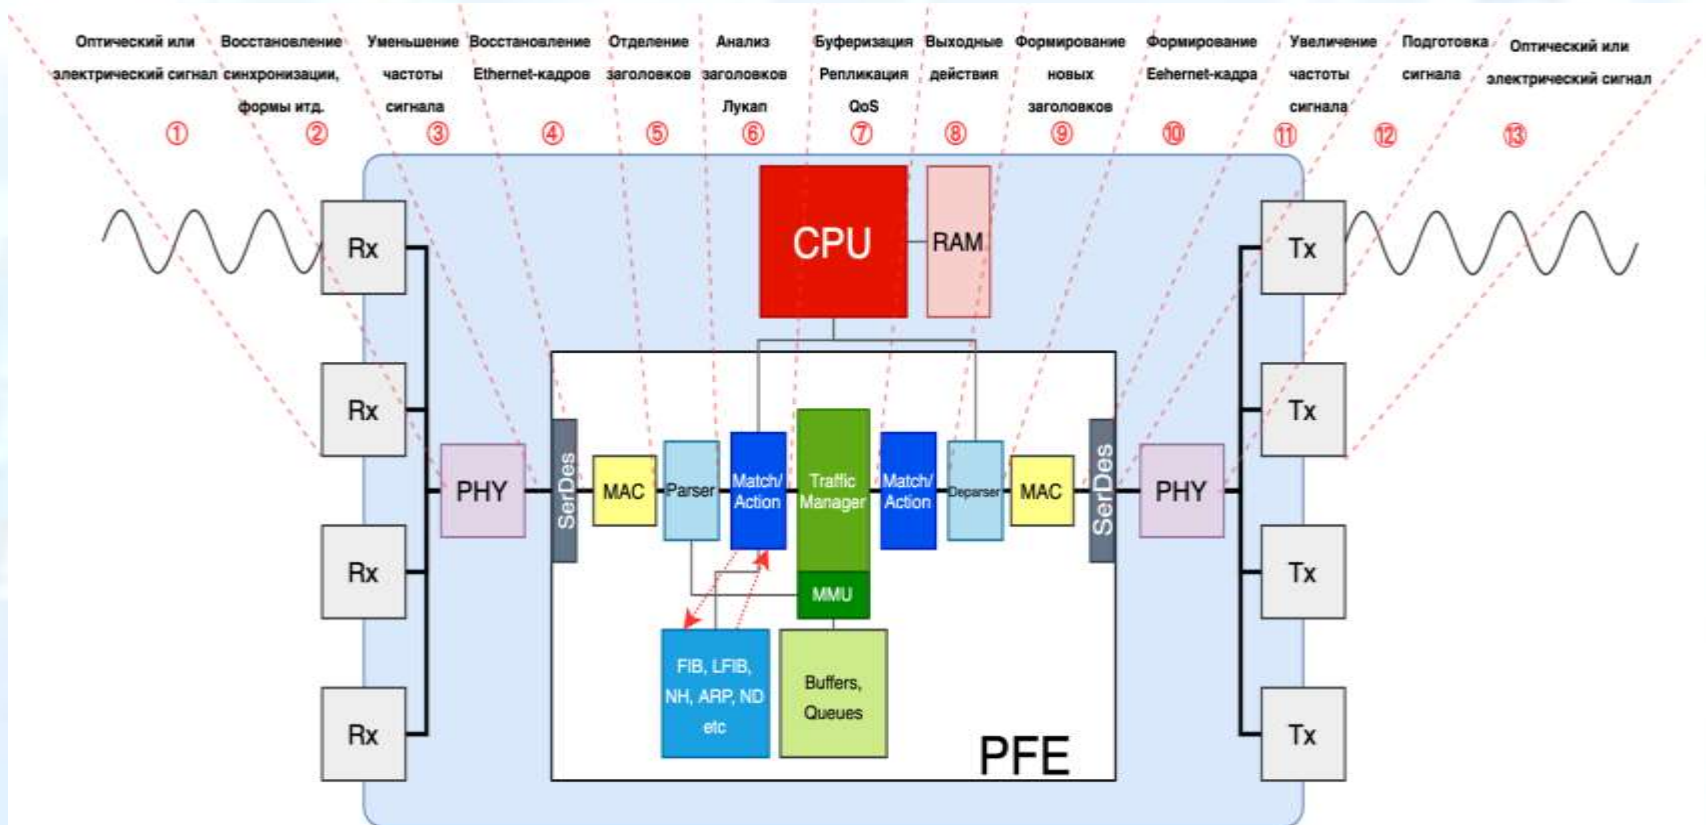 Оптический или
электрический сигнал
①
Восстановление
синхронизации,
формы итд.
②
Уменьшение
частоты
сигнала
③
Восстановление
Ethernet-кадров
④
Отделение
заголовков
⑤
Анализ
заголовков
Лукап
⑥
Буферизация
Репликация
QoS
⑦
Выходные
действия
⑧
Формирование
новых
заголовков
⑨
Формирование
Eehernet-кадра
⑩
Увеличение
частоты
сигнала
⑪
Подготовка
сигнала
⑫
Оптический или
электрический сигнал
⑬
CPU
RAM
Rx
Rx
Rx
Rx
PHY
SerDes
MAC
Parser
Match/
Action
Traffic
Manager
MMU
Match/
Action
Deparser
MAC
SerDes
PHY
Tx
Tx
Tx
Tx
FIB, LFIB,
NH, ARP, ND
etc
Buffers,
Queues
PFE